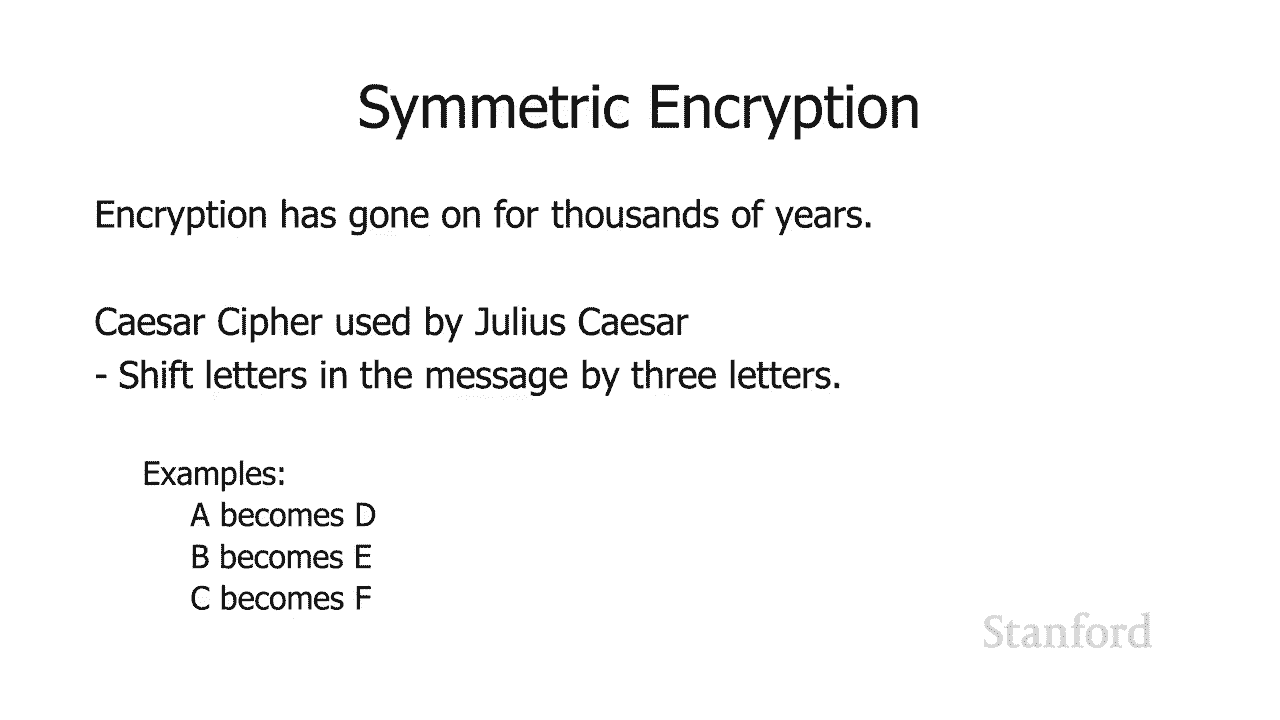 Symmetric Encryption
Encryption has gone on for thousands of years.
Caesar Cipher used by Julius Caesar
- Shift letters in the message by three letters.
Examples:
A becomes D
B becomes E
C becomes F
Stanford